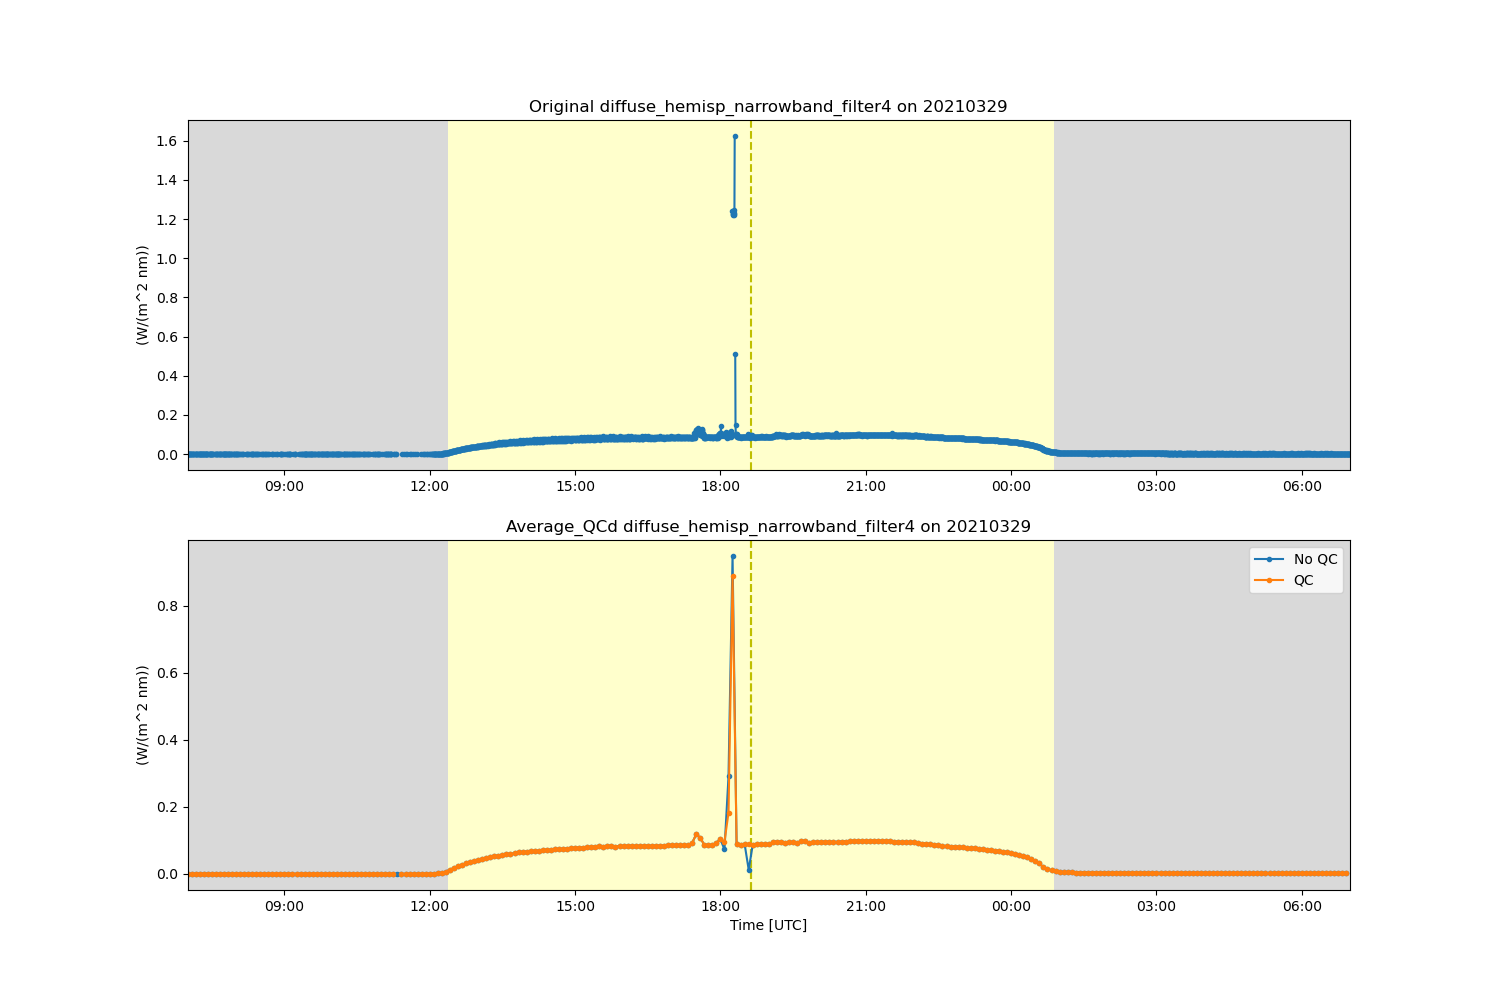 Original diffuse_hemisp_narrowband_filter4 on 20210329
1.6
1.4
1.2
1.0
0.8
0.6
0.4
0.2
0.0
(W/(m^2 nm))
09:00 12:00 15:00 18:00 21:00 00:00 03:00 06:00
Average_QCd diffuse_hemisp_narrowband_filter4 on 20210329
No QC
QC
0.8
0.6
0.4
0.2
0.0
(W/(m^2 nm))
09:00 12:00 15:00 18:00 21:00 00:00 03:00 06:00
Time [UTC]